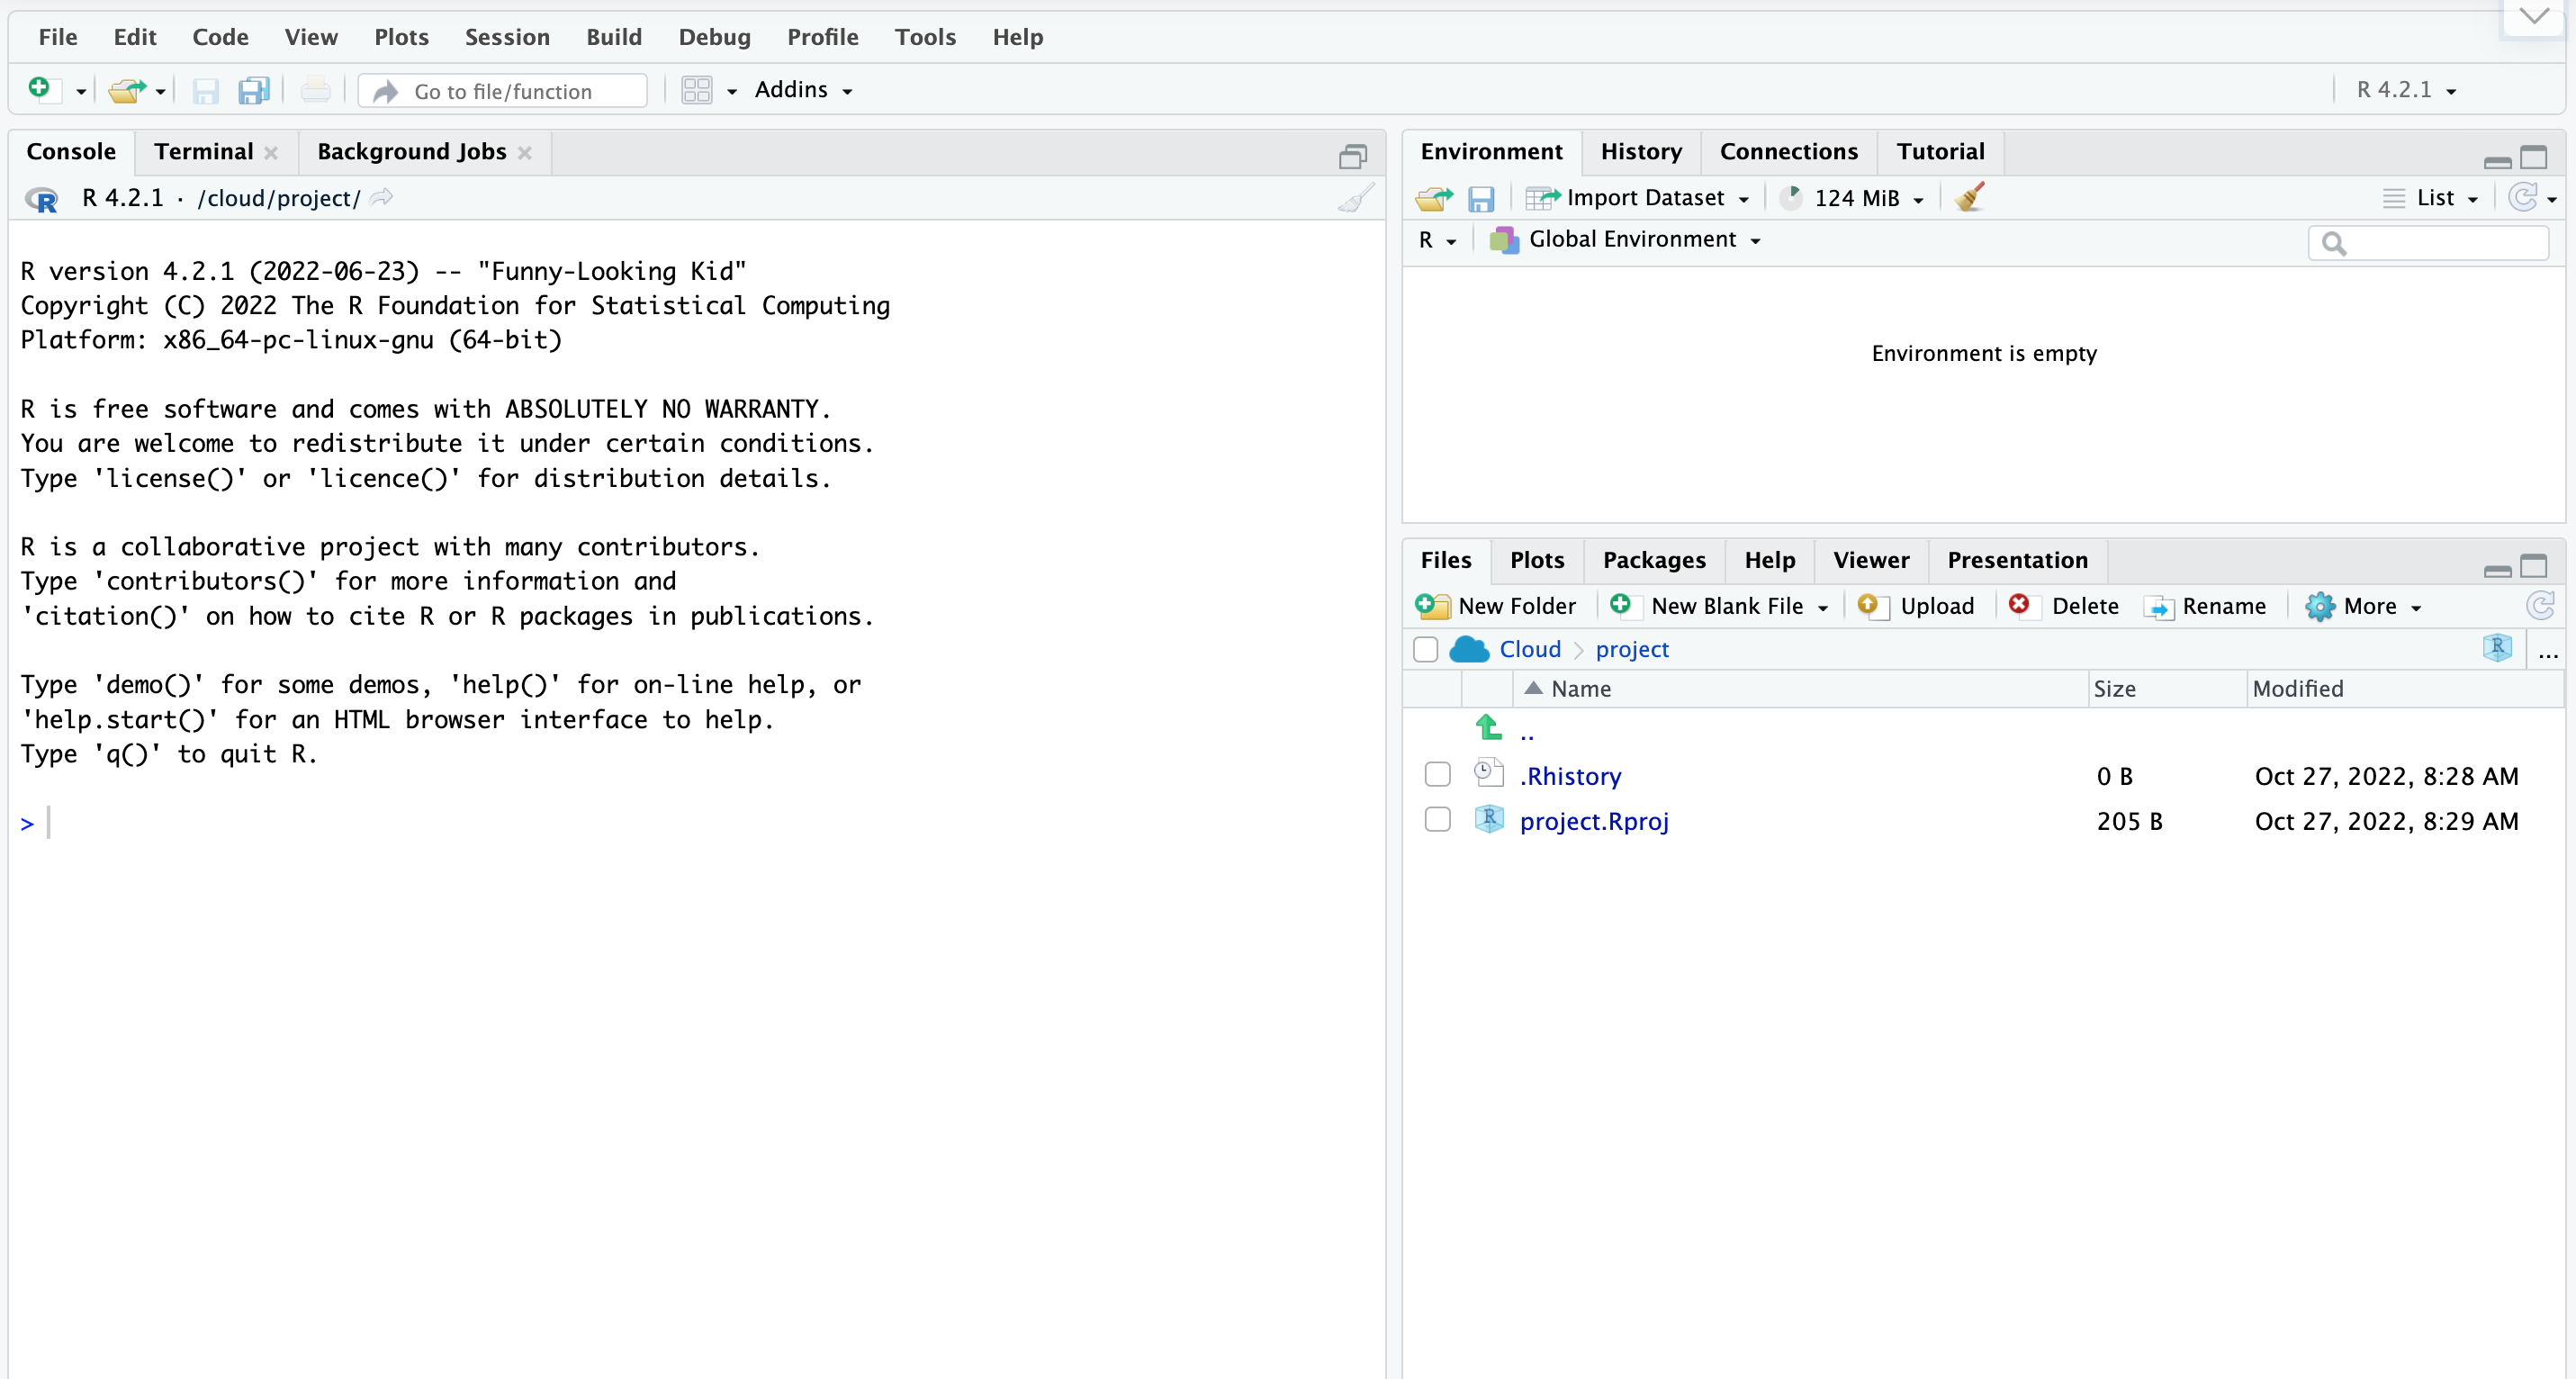 File Edit Code View Plots Session Build Debug Profile Tools Help
Go to file/function Addins R 4.2.1
Console Terminal Background Jobs
R 4.2.1 · /cloud/project/
R version 4.2.1 (2022-06-23) -- "Funny-Looking Kid"
Copyright (C) 2022 The R Foundation for Statistical Computing
Platform: x86_64-pc-linux-gnu (64-bit)
R is free software and comes with ABSOLUTELY NO WARRANTY.
You are welcome to redistribute it under certain conditions.
Type 'license()' or 'licence()' for distribution details.
R is a collaborative project with many contributors.
Type 'contributors()' for more information and
'citation()' on how to cite R or R packages in publications.
Type 'demo()' for some demos, 'help()' for on-line help, or
'help.start()' for an HTML browser interface to help.
Type 'q()' to quit R.
>
Environment History Connections Tutorial
Import Dataset 124 MiB List
R Global Environment
Environment is empty
Files Plots Packages Help Viewer Presentation
New Folder New Blank File Upload Delete Rename More
Cloud project R ...
Name Size Modified
..
.Rhistory 0 B Oct 27, 2022, 8:28 AM
project.Rproj 205 B Oct 27, 2022, 8:29 AM